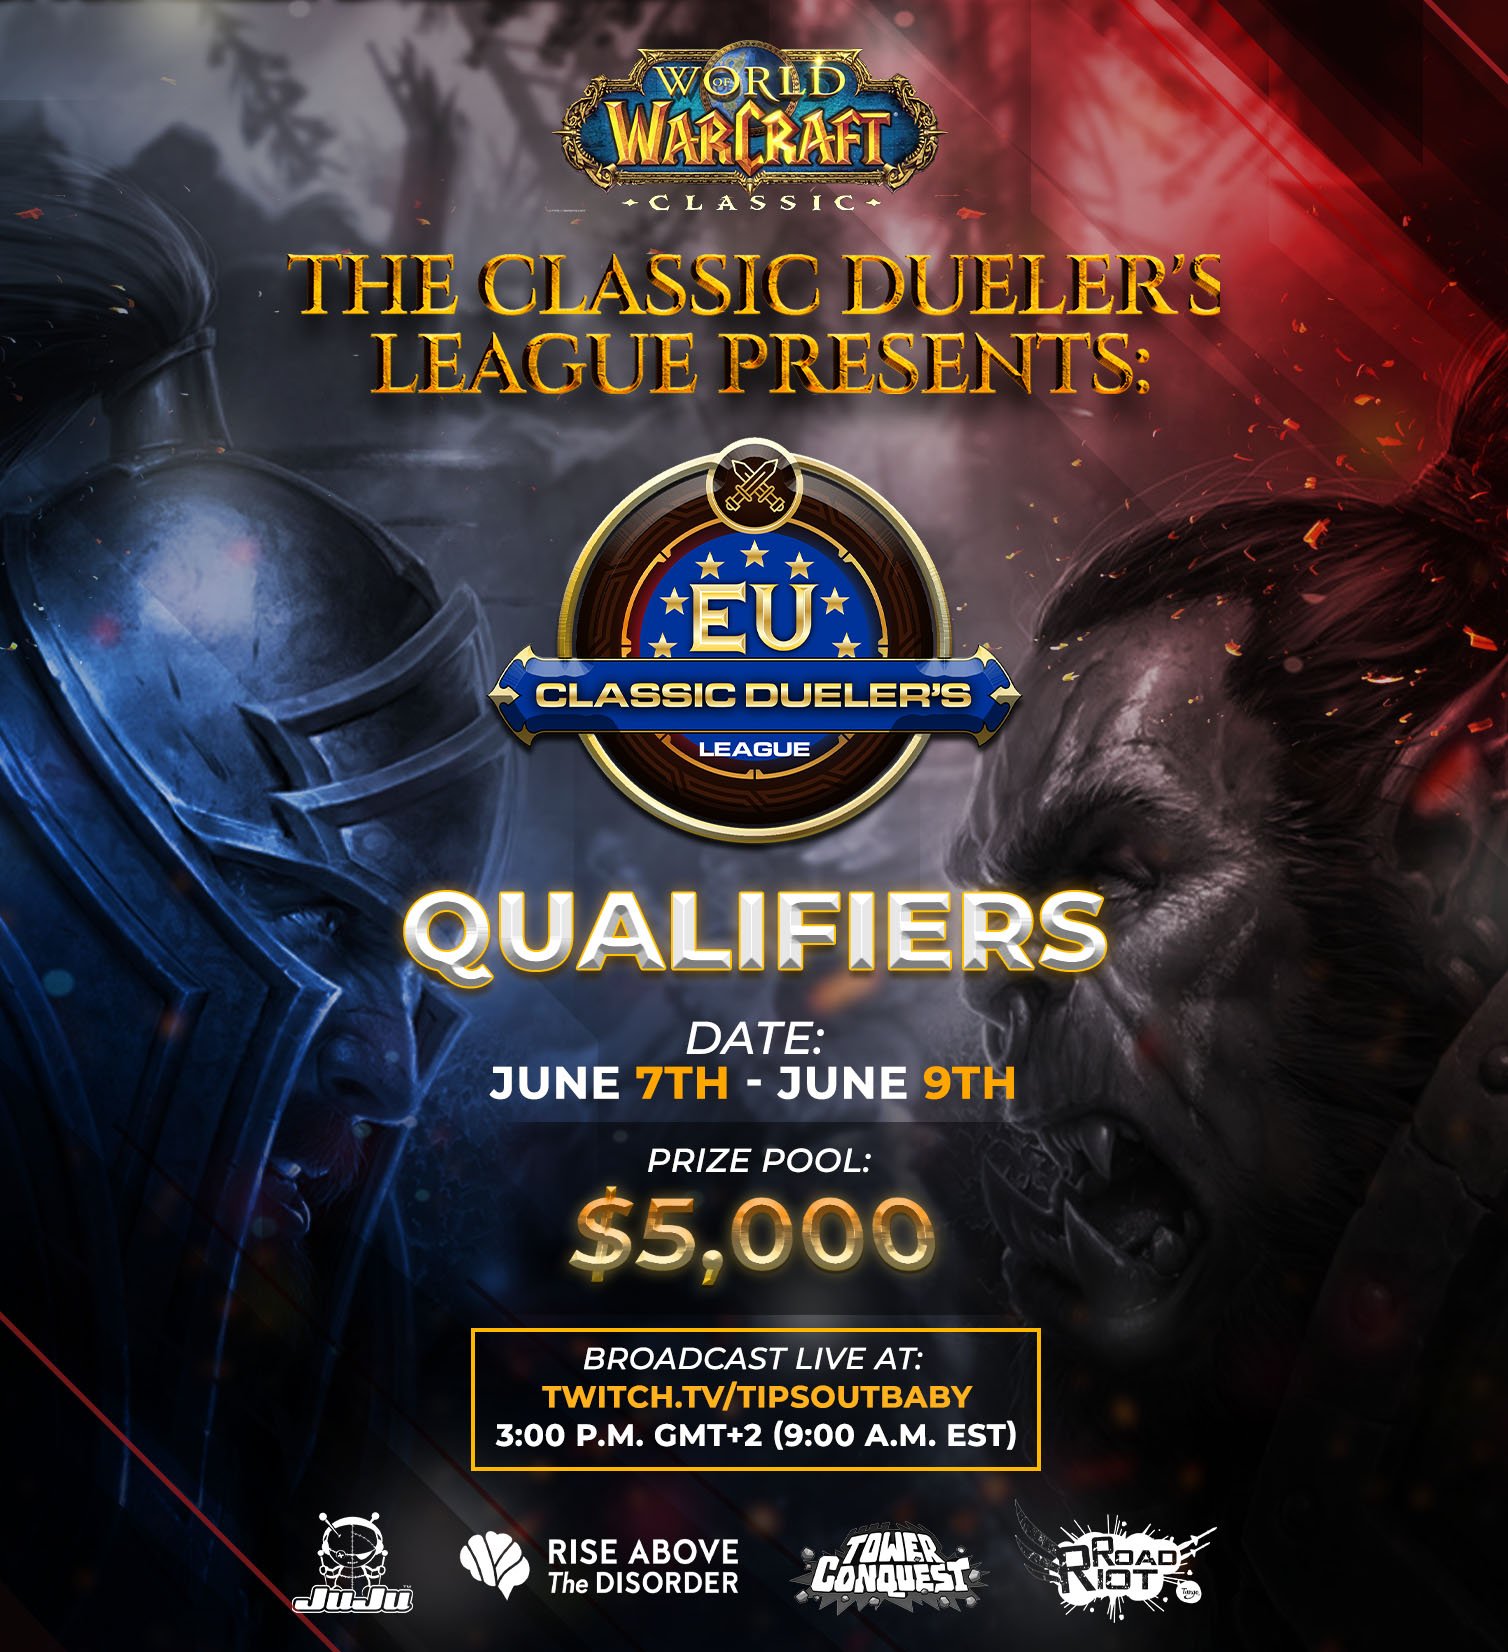 WORLD
OF
WARCRAFT
CLASSIC
THE CLASSIC DUELER'S
LEAGUE PRESENTS:
EU
CLASSIC DUELER'S
LEAGUE
QUALIFIERS
DATE:
JUNE 7TH - JUNE 9TH
PRIZE POOL:
$5,000
BROADCAST LIVE AT:
TWITCH.TV/TIPSOUTBABY
3:00 P.M. GMT+2 (9:00 A.M. EST)
JuJu
RISE ABOVE
The DISORDER
TOWER
CONQUEST
ROAD
RIOT
Tango